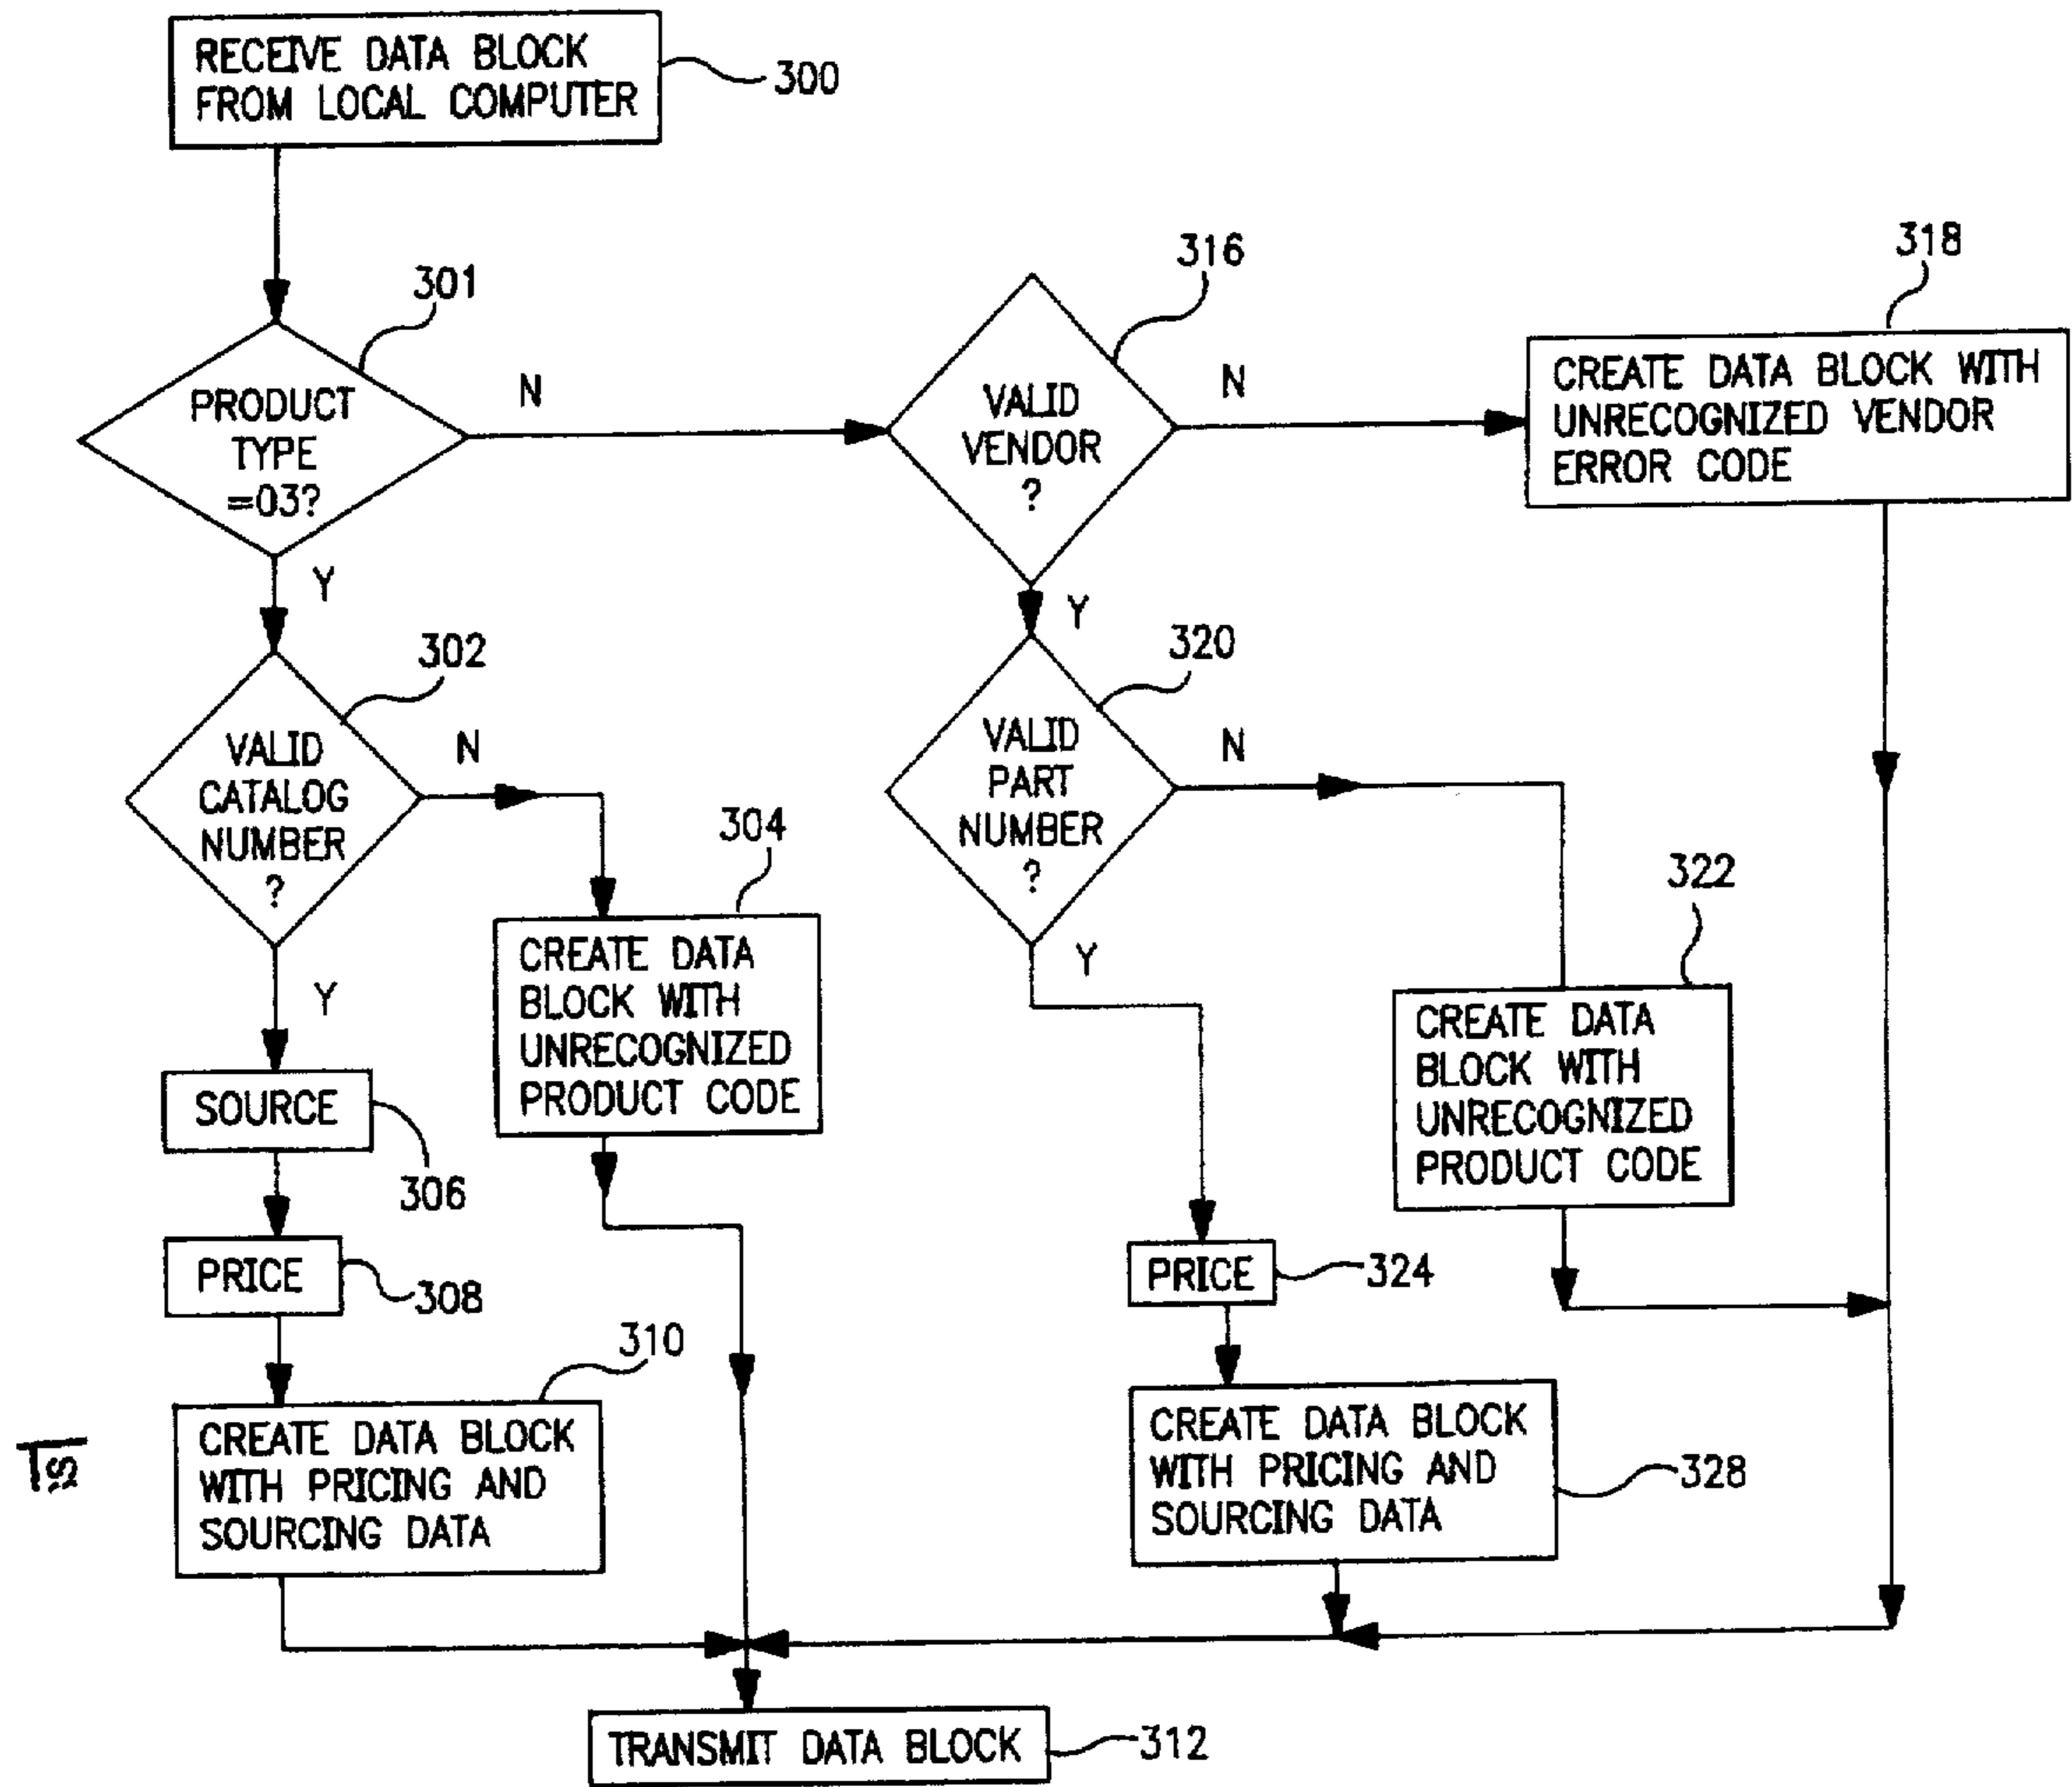 RECEIVE DATA BLOCK
FROM LOCAL COMPUTER
300
301
PRODUCT
TYPE
=03?
N
Y
316
VALID
VENDOR
?
N
Y
318
CREATE DATA BLOCK WITH
UNRECOGNIZED VENDOR
ERROR CODE
302
VALID
CATALOG
NUMBER
?
N
Y
304
CREATE DATA
BLOCK WITH
UNRECOGNIZED
PRODUCT CODE
320
VALID
PART
NUMBER
?
N
Y
322
CREATE DATA
BLOCK WITH
UNRECOGNIZED
PRODUCT CODE
SOURCE
306
PRICE
308
PRICE
324
310
CREATE DATA BLOCK
WITH PRICING AND
SOURCING DATA
CREATE DATA BLOCK
WITH PRICING AND
SOURCING DATA
328
TRANSMIT DATA BLOCK
312